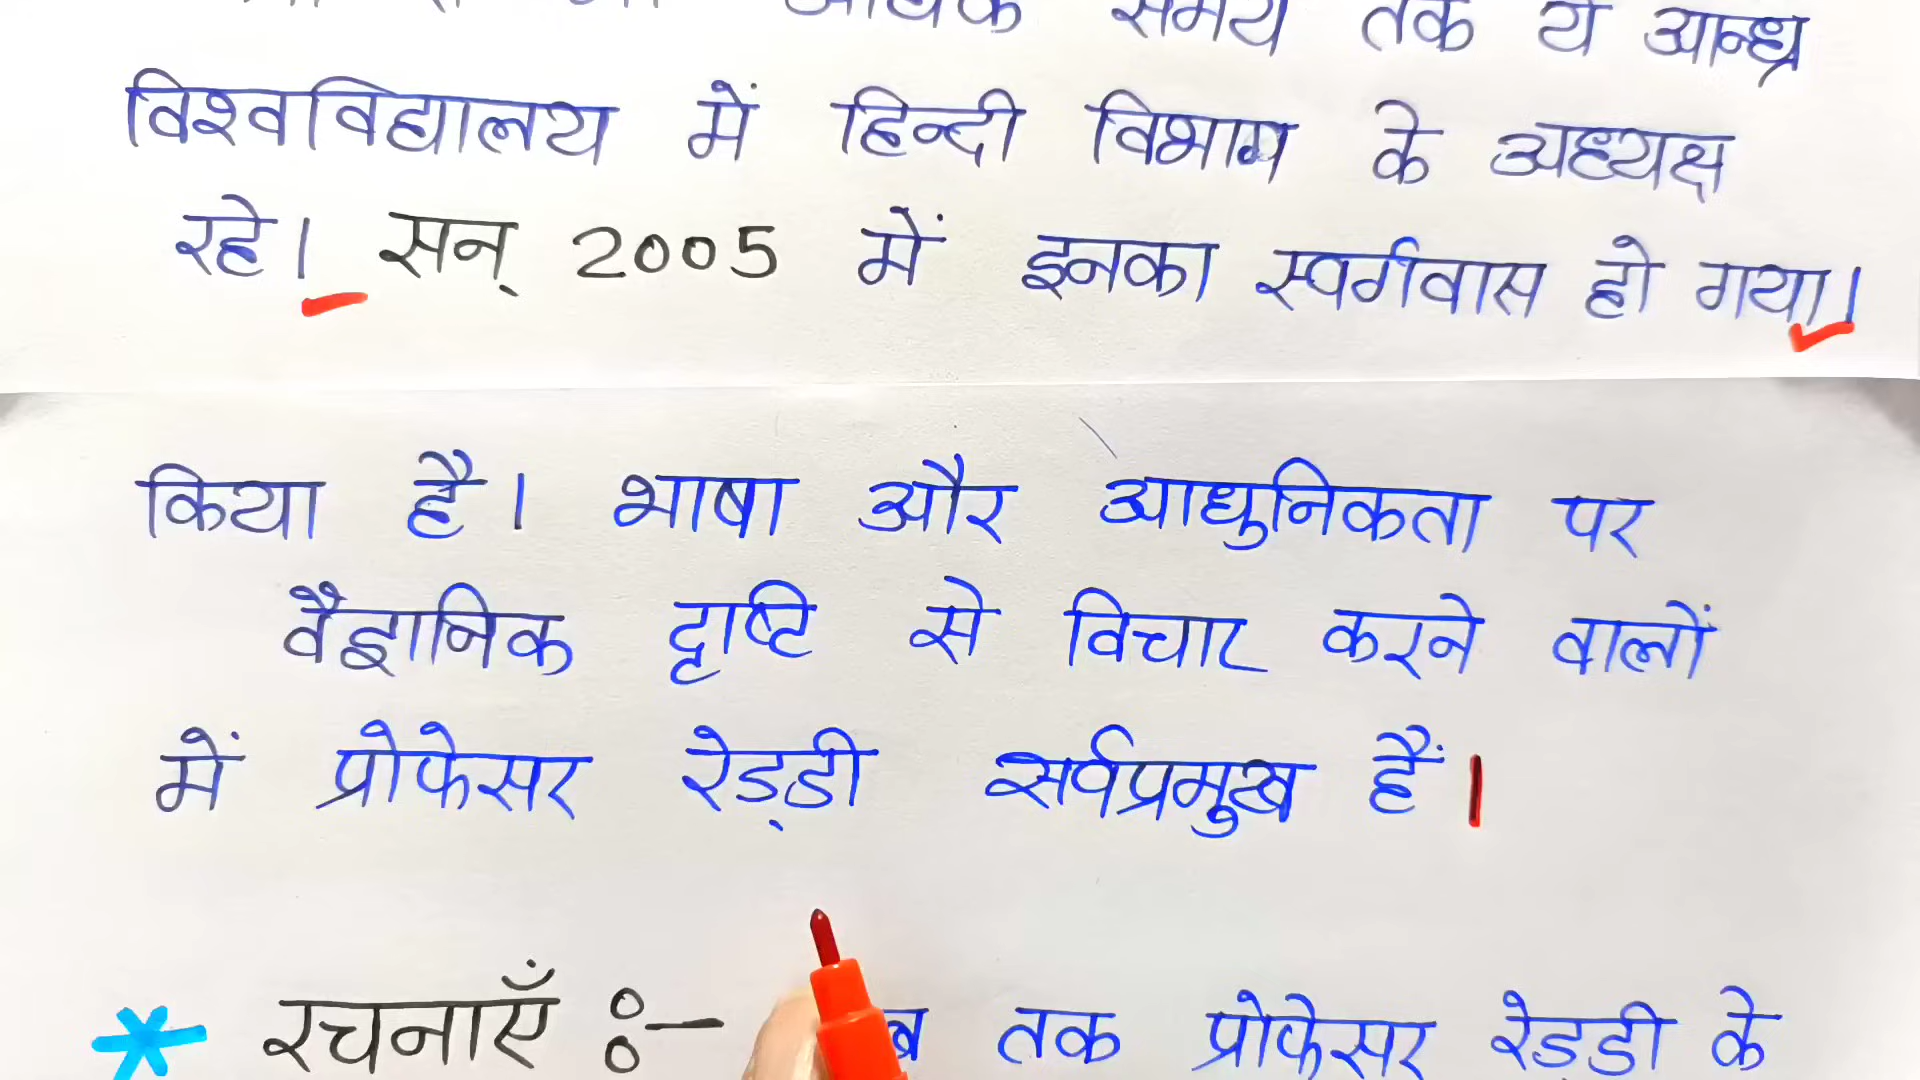 समय तक ये आन्ध्र
विश्वविद्यालय में हिन्दी विभाग के अध्यक्ष
रहे। सन् 2005 में इनका स्वर्गवास हो गया।
किया है। भाषा और आधुनिकता पर
वैज्ञानिक दृष्टि से विचार करने वालों
में प्रोफेसर रेड्डी सर्वप्रमुख हैं।
* रचनाएँ :- तक प्रोफेसर रेडडी के